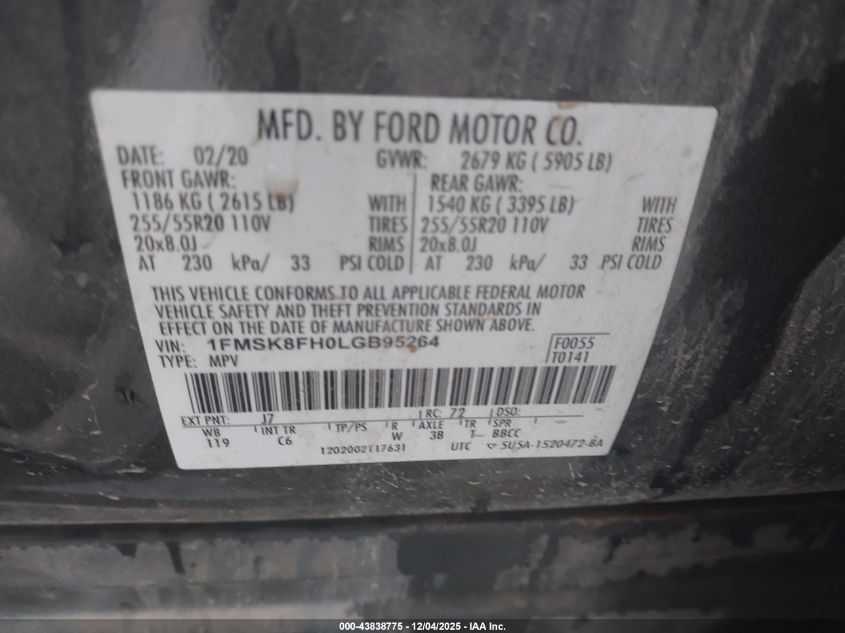 MFD. BY FORD MOTOR CO.
DATE: 02/20 GVWR: 2679 KG ( 5905 LB)
FRONT GAWR: REAR GAWR:
1186 KG ( 2615 LB) WITH 1540 KG ( 3395 LB) WITH
255/55R20 110V TIRES 255/55R20 110V TIRES
20x8.0J RIMS 20x8.0J RIMS
AT 230 kPa/ 33 PSI COLD AT 230 kPa/ 33 PSI COLD
THIS VEHICLE CONFORMS TO ALL APPLICABLE FEDERAL MOTOR
VEHICLE SAFETY AND THEFT PREVENTION STANDARDS IN
EFFECT ON THE DATE OF MANUFACTURE SHOWN ABOVE.
VIN: 1FMSK8FH0LGB95264 F0055
TYPE: MPV T0141
EXT PNT: J7 RC: 72 DSO:
WB INT TR TP/PS R AXLE TR SPR
119 C6 W 3B T BBCC
1202002117631 UTC 5U5A-1520472-BA
000-43838775 — 12/04/2025 — IAA Inc.